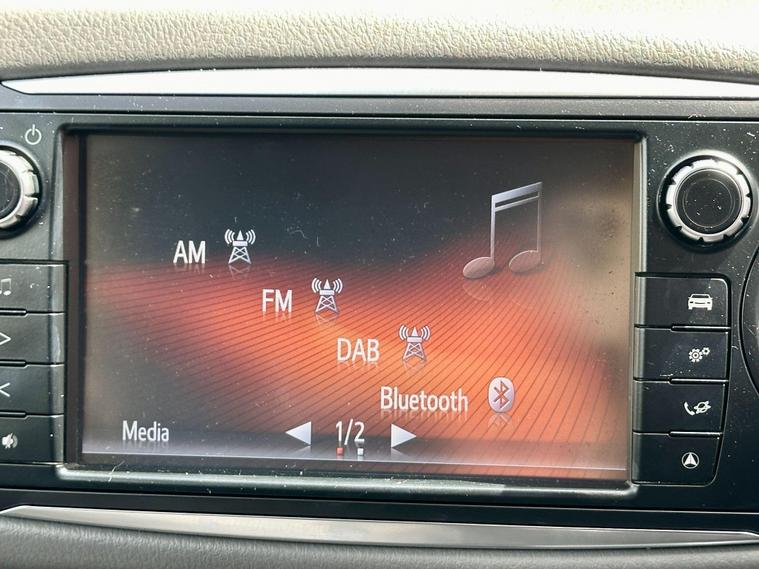 AM
FM
DAB
Bluetooth
Media
1/2